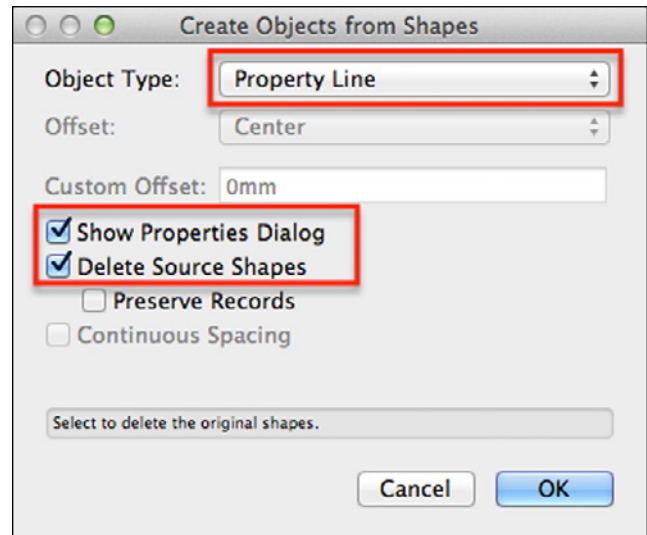 Create Objects from Shapes
Object Type: Property Line
Offset: Center
Custom Offset: 0mm
Show Properties Dialog
Delete Source Shapes
Preserve Records
Continuous Spacing
Select to delete the original shapes.
Cancel OK